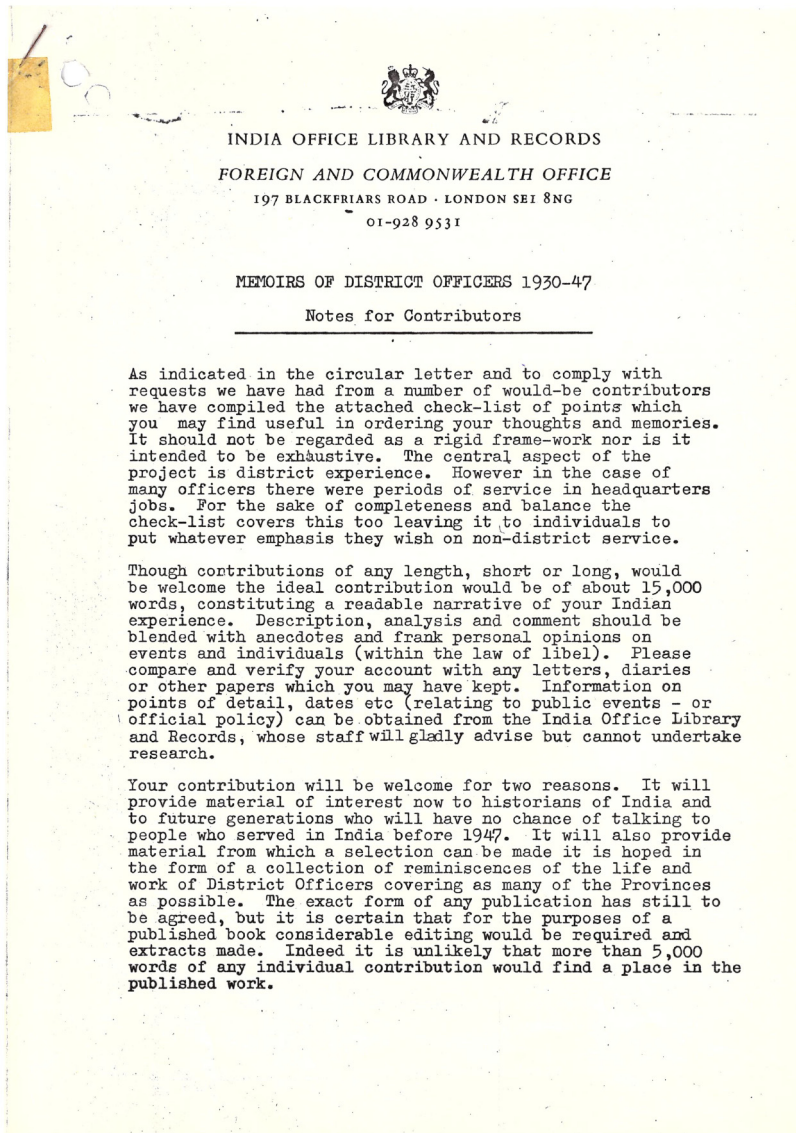 INDIA OFFICE LIBRARY AND RECORDS
FOREIGN AND COMMONWEALTH OFFICE
197 BLACKFRIARS ROAD · LONDON SE1 8NG
01-928 9531
MEMOIRS OF DISTRICT OFFICERS 1930-47
Notes for Contributors
As indicated in the circular letter and to comply with
requests we have had from a number of would-be contributors
we have compiled the attached check-list of points which
you may find useful in ordering your thoughts and memories.
It should not be regarded as a rigid frame-work nor is it
intended to be exhaustive. The central aspect of the
project is district experience. However in the case of
many officers there were periods of service in headquarters
jobs. For the sake of completeness and balance the
check-list covers this too leaving it to individuals to
put whatever emphasis they wish on non-district service.
Though contributions of any length, short or long, would
be welcome the ideal contribution would be of about 15,000
words, constituting a readable narrative of your Indian
experience. Description, analysis and comment should be
blended with anecdotes and frank personal opinions on
events and individuals (within the law of libel). Please
compare and verify your account with any letters, diaries
or other papers which you may have kept. Information on
points of detail, dates etc (relating to public events - or
official policy) can be obtained from the India Office Library
and Records, whose staff will gladly advise but cannot undertake
research.
Your contribution will be welcome for two reasons. It will
provide material of interest now to historians of India and
to future generations who will have no chance of talking to
people who served in India before 1947. It will also provide
material from which a selection can be made it is hoped in
the form of a collection of reminiscences of the life and
work of District Officers covering as many of the Provinces
as possible. The exact form of any publication has still to
be agreed, but it is certain that for the purposes of a
published book considerable editing would be required and
extracts made. Indeed it is unlikely that more than 5,000
words of any individual contribution would find a place in the
published work.